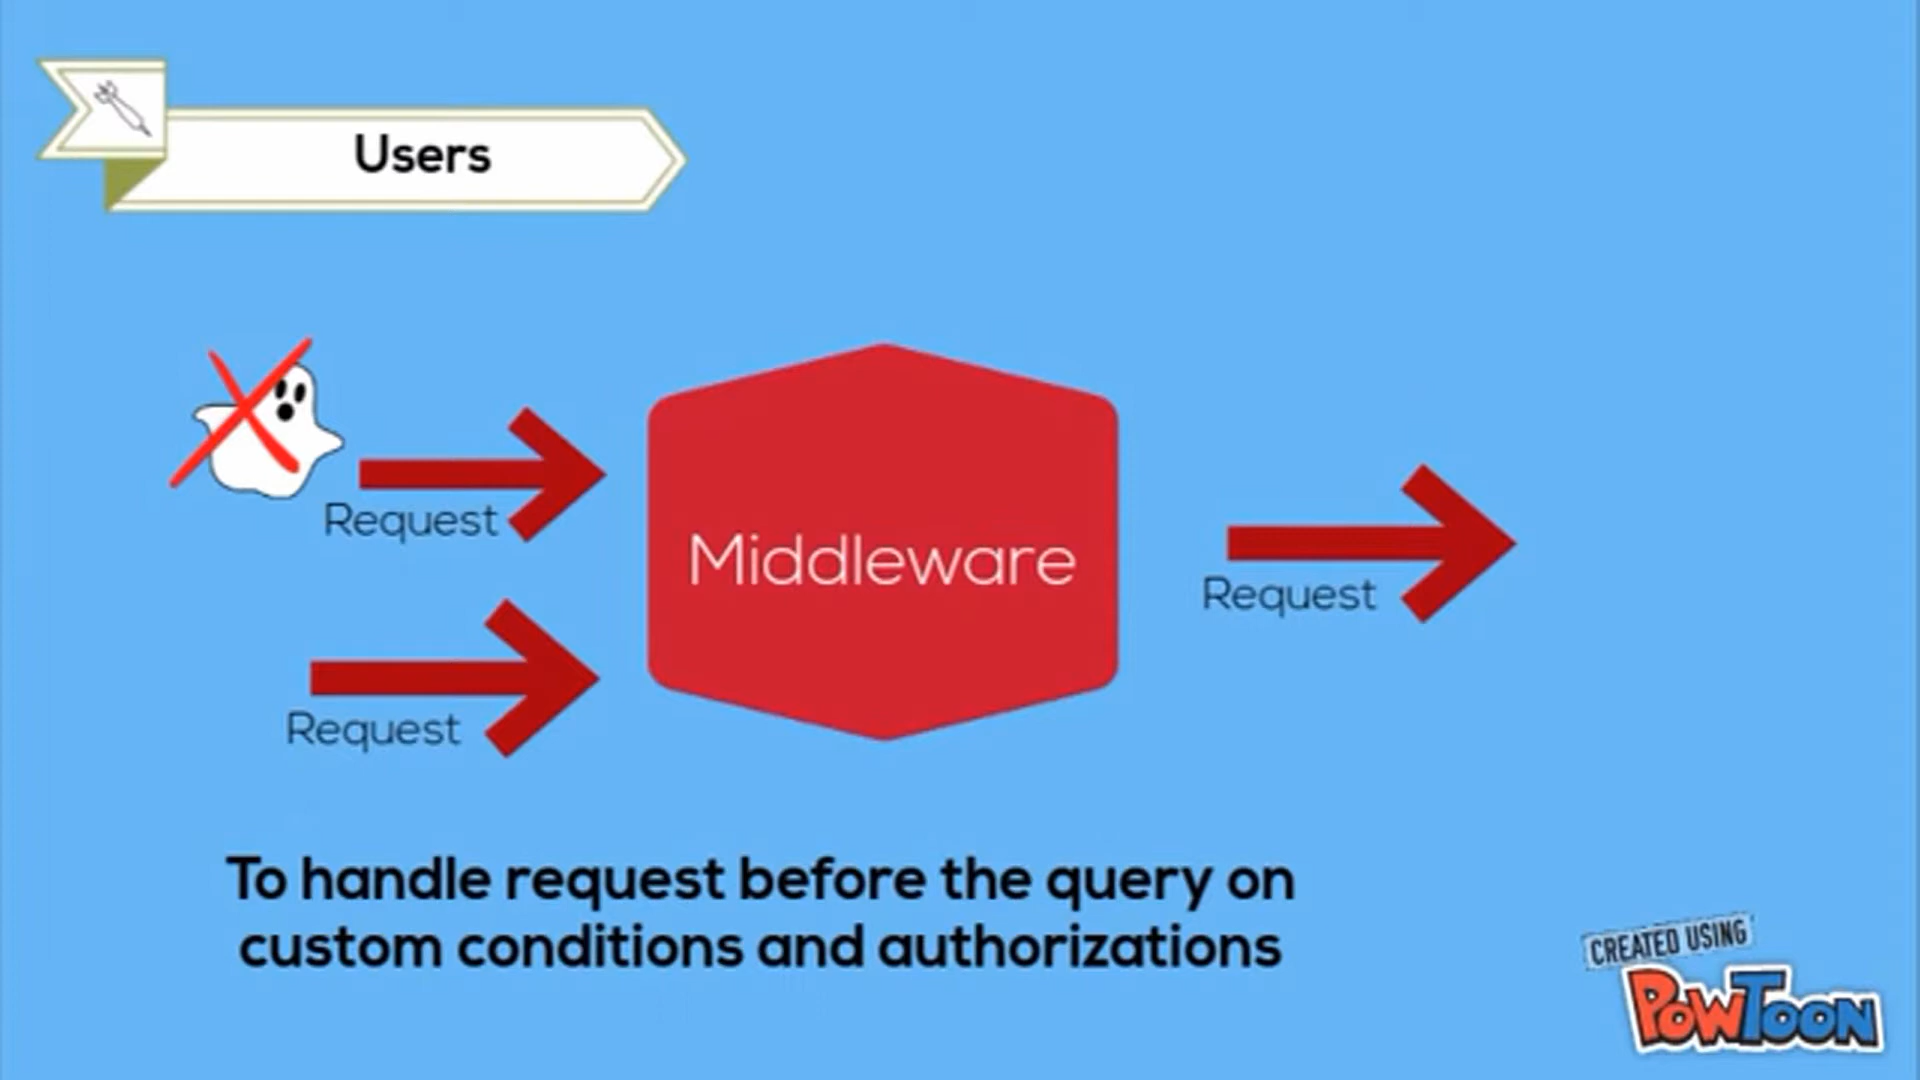 Users
Request
Middleware
Request
Request
To handle request before the query on
custom conditions and authorizations
CREATED USING
POWTOON